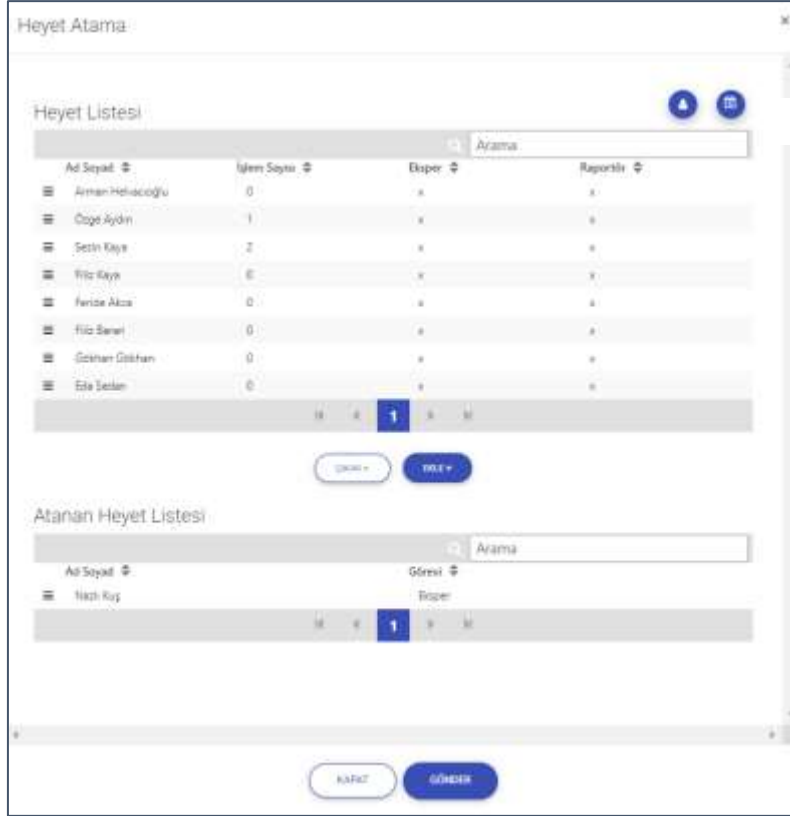 Heyet Atama
Heyet Listesi
Arama
Ad Soyad İşlem Sayısı Eksper Raportör
Arman Helvacıoğlu 0 x x
Özge Aydın 1 x x
Sezin Kaya 2 x x
Filiz Kaya 0 x x
Feride Akca 0 x x
Filiz 0 x x
Gökhan Gökhan 0 x x
Eda Sedan 0 x x
1
ÇIKAR EKLE
Atanan Heyet Listesi
Arama
Ad Soyad Görevi
Nazlı Kuş Eksper
1
KAPAT GÖNDER